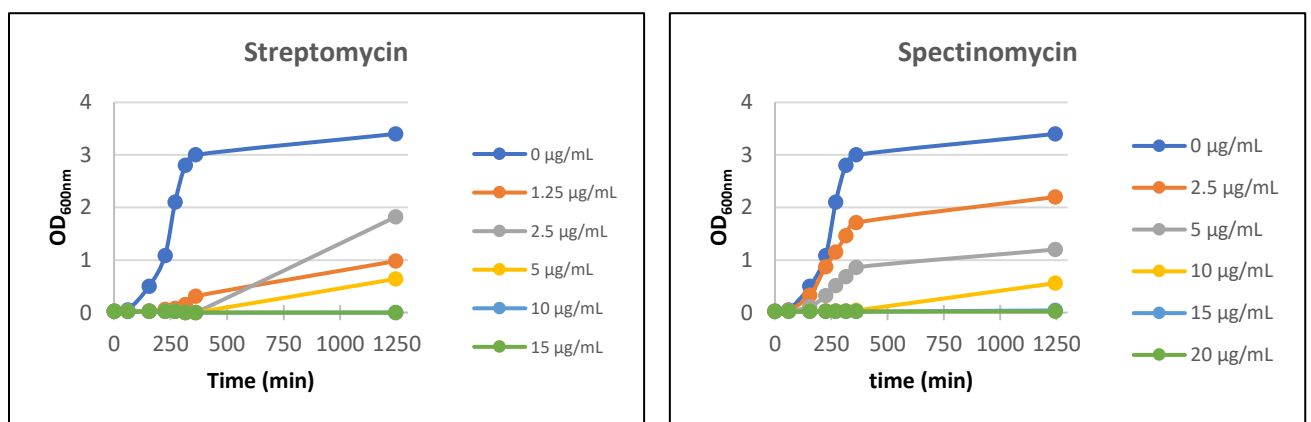 Streptomycin
4
3
2
1
0
OD600nm
0 250 500 750 1000 1250
Time (min)
0 µg/mL
1.25 µg/mL
2.5 µg/mL
5 µg/mL
10 µg/mL
15 µg/mL
Spectinomycin
4
3
2
1
0
OD600nm
0 250 500 750 1000 1250
time (min)
0 µg/mL
2.5 µg/mL
5 µg/mL
10 µg/mL
15 µg/mL
20 µg/mL